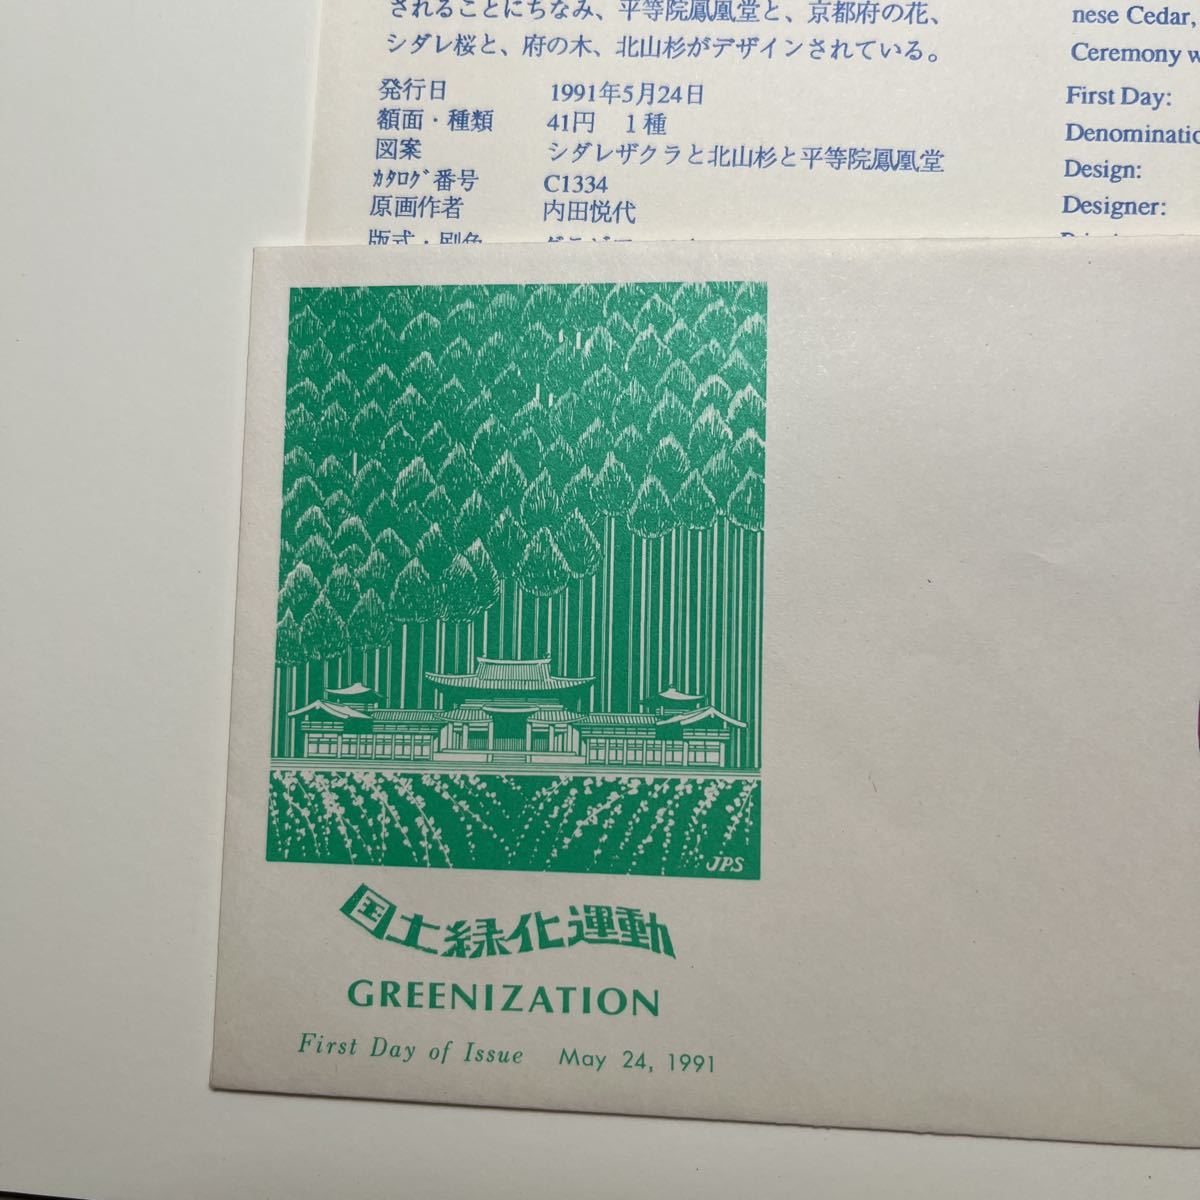 されることにちなみ、平等院鳳凰堂と、京都府の花、
シダレ桜と、府の木、北山杉がデザインされている。
発行日 1991年5月24日
額面・種類 41円 1種
図案 シダレザクラと北山杉と平等院鳳凰堂
ｶﾀﾛｸﾞ番号 C1334
原画作者 内田悦代
版式・刷色
nese Cedar,
Ceremony w
First Day:
Denominatio
Design:
Designer:
JPS
国土緑化運動
GREENIZATION
First Day of Issue May 24, 1991